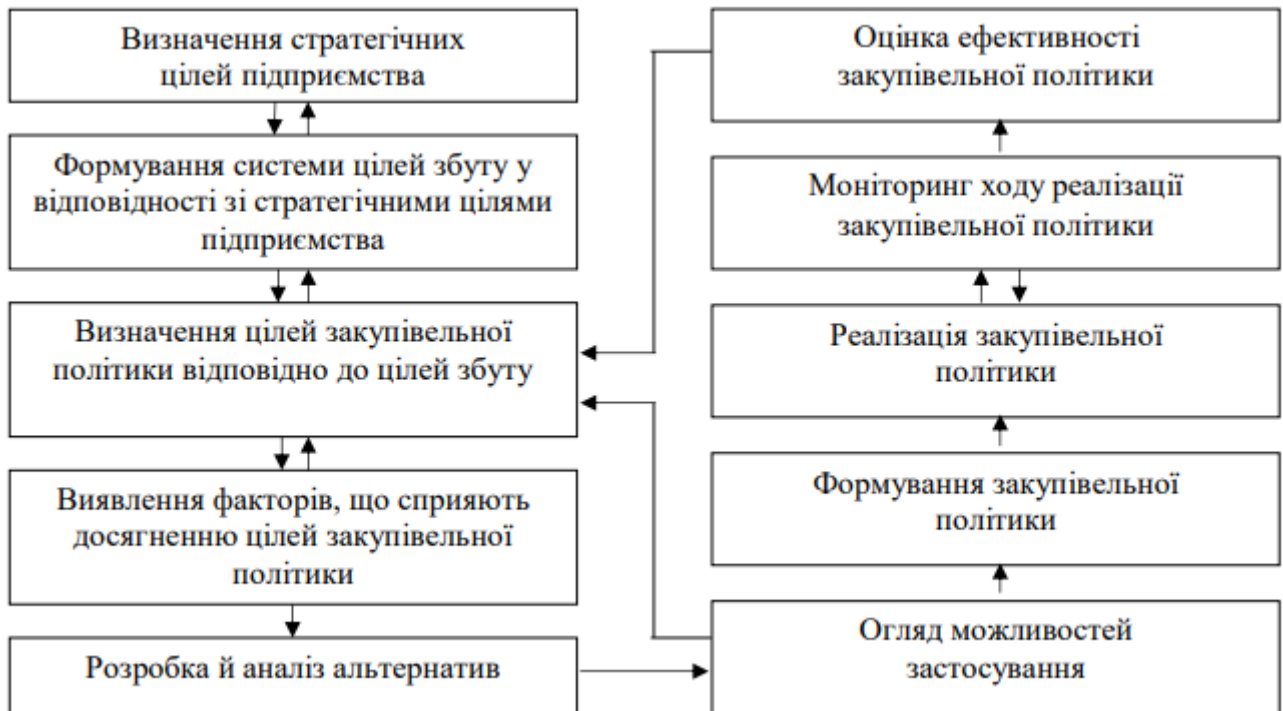 Визначення стратегічних
цілей підприємства
Формування системи цілей збуту у
відповідності зі стратегічними цілями
підприємства
Визначення цілей закупівельної
політики відповідно до цілей збуту
Виявлення факторів, що сприяють
досягненню цілей закупівельної
політики
Розробка й аналіз альтернатив
Оцінка ефективності
закупівельної політики
Моніторинг ходу реалізації
закупівельної політики
Реалізація закупівельної
політики
Формування закупівельної
політики
Огляд можливостей
застосування